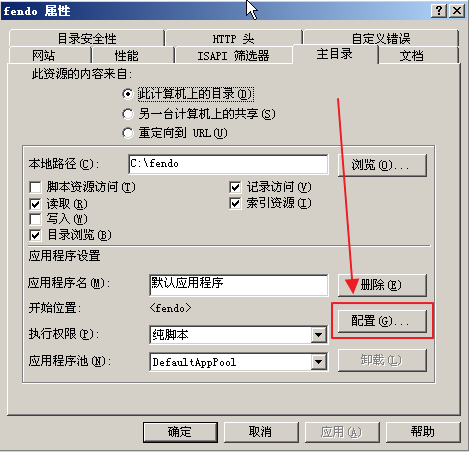 fendo 属性
目录安全性 HTTP 头 自定义错误
网站 性能 ISAPI 筛选器 主目录 文档
此资源的内容来自:
此计算机上的目录(D)
另一台计算机上的共享(S)
重定向到 URL(U)
本地路径(C): C:\fendo 浏览(O)...
脚本资源访问(T) 记录访问(V)
读取(R) 索引资源(I)
写入(W)
目录浏览(B)
应用程序设置
应用程序名(M): 默认应用程序 删除(E)
开始位置: <fendo>
配置(G)...
执行权限(P): 纯脚本
应用程序池(N): DefaultAppPool 卸载(L)
确定 取消 应用(A) 帮助